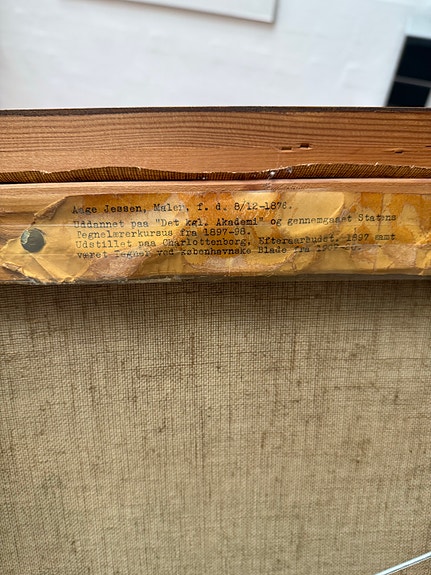 Aage Jessen, Maler, f. d. 8/12-1876.
Uddannet paa "Det kgl. Akademi" og gennemgaaet Statens
Tegnelærerkursus fra 1897-98.
Udstillet paa Charlottenborg, Efteraarhudst. 1897 samt
været Tegner ved københavnske Blade fra